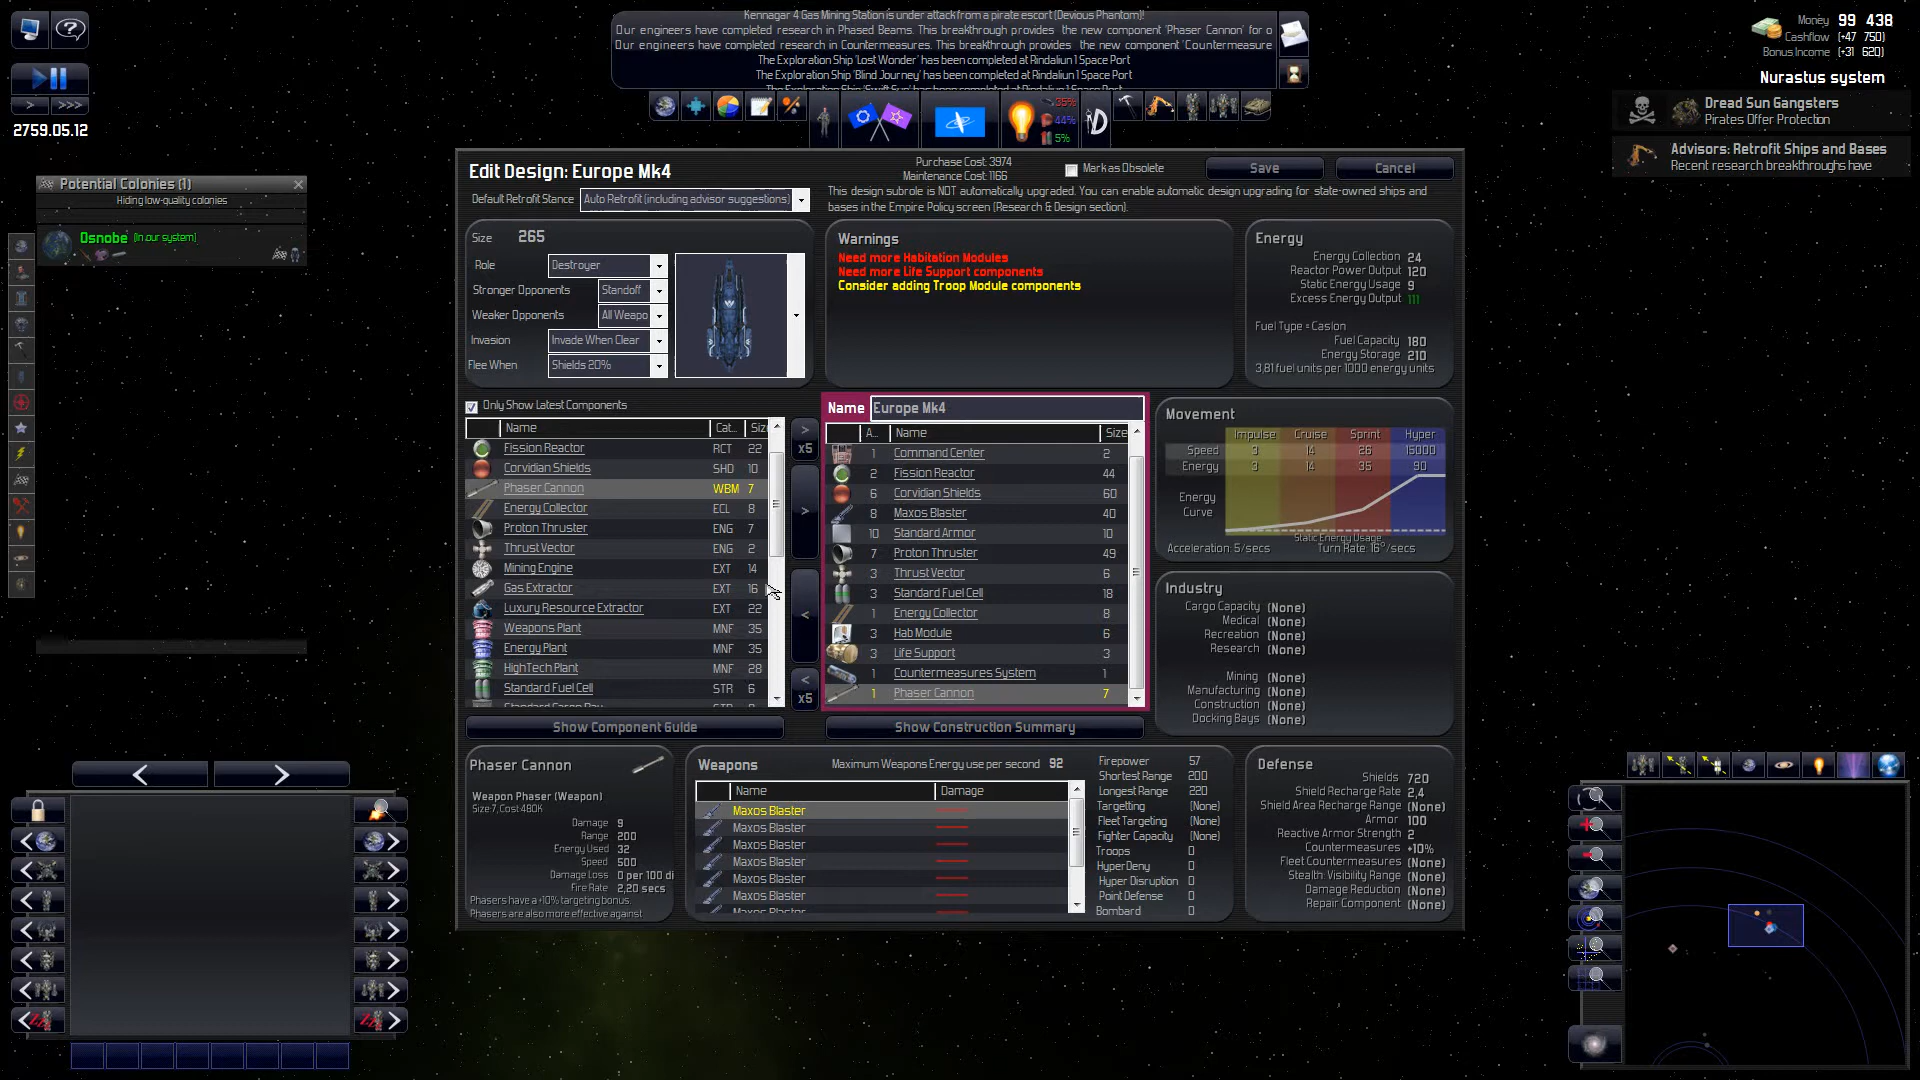 Kennagar 4 Gas Mining Station is under attack from a pirate escort (Devious Phantom)!
Our engineers have completed research in Phased Beams. This breakthrough provides the new component 'Phaser Cannon' for o
Our engineers have completed research in Countermeasures. This breakthrough provides the new component 'Countermeasure
The Exploration Ship 'Lost Wonder' has been completed at Rindaliun 1 Space Port
The Exploration Ship 'Blind Journey' has been completed at Rindaliun 1 Space Port
The Exploration Ship 'Swift Sun' has been completed at Rindaliun 1 Space Port
Money 99 438
Cashflow (+47 750)
Bonus Income (+31 620)
Nurastus system
Dread Sun Gangsters
Pirates Offer Protection
Advisors: Retrofit Ships and Bases
Recent research breakthroughs have
35%
44%
5%
> >>>
2759.05.12
Potential Colonies (1)
Hiding low-quality colonies
Osnobe (In our system)
Edit Design: Europe Mk4
Purchase Cost: 3974
Maintenance Cost: 1166
Mark as Obsolete
Save
Cancel
Default Retrofit Stance Auto Retrofit (including advisor suggestions)
This design subrole is NOT automatically upgraded. You can enable automatic design upgrading for state-owned ships and
bases in the Empire Policy screen (Research & Design section).
Size 265
Role Destroyer
Stronger Opponents Standoff
Weaker Opponents All Weapo
Invasion Invade When Clear
Flee When Shields 20%
Warnings
Need more Habitation Modules
Need more Life Support components
Consider adding Troop Module components
Energy
Energy Collection 24
Reactor Power Output 120
Static Energy Usage 9
Excess Energy Output 111
Fuel Type = Caslon
Fuel Capacity 180
Energy Storage 210
3,81 fuel units per 1000 energy units
Only Show Latest Components
Name Cat.. Size
Fission Reactor RCT 22
Corvidian Shields SHD 10
Phaser Cannon WBM 7
Energy Collector ECL 8
Proton Thruster ENG 7
Thrust Vector ENG 2
Mining Engine EXT 14
Gas Extractor EXT 16
Luxury Resource Extractor EXT 22
Weapons Plant MNF 35
Energy Plant MNF 35
HighTech Plant MNF 28
Standard Fuel Cell STR 6
Standard Cargo Bay STR
>
x5
>
<
<
x5
Name Europe Mk4
A.. Name Size
1 Command Center 2
2 Fission Reactor 44
6 Corvidian Shields 60
8 Maxos Blaster 40
10 Standard Armor 10
7 Proton Thruster 49
3 Thrust Vector 6
3 Standard Fuel Cell 18
1 Energy Collector 8
3 Hab Module 6
3 Life Support 3
1 Countermeasures System 1
1 Phaser Cannon 7
Movement
Impulse Cruise Sprint Hyper
Speed 3 14 26 15000
Energy 3 14 35 90
Energy
Curve
Static Energy Usage
Acceleration: 5/secs Turn Rate: 16°/secs
Industry
Cargo Capacity (None)
Medical (None)
Recreation (None)
Research (None)
Mining (None)
Manufacturing (None)
Construction (None)
Docking Bays (None)
Show Component Guide
Show Construction Summary
Phaser Cannon
Weapon Phaser (Weapon)
Size 7, Cost 480K
Damage 9
Range 200
Energy Used 32
Speed 500
Damage Loss 0 per 100 di
Fire Rate 2,20 secs
Phasers have a +10% targeting bonus.
Phasers are also more effective against
Weapons Maximum Weapons Energy use per second 92
Name Damage
Maxos Blaster
Maxos Blaster
Maxos Blaster
Maxos Blaster
Maxos Blaster
Maxos Blaster
Maxos Blaster
Firepower 57
Shortest Range 200
Longest Range 220
Targetting (None)
Fleet Targeting (None)
Fighter Capacity (None)
Troops 0
HyperDeny 0
Hyper Disruption 0
Point Defense 0
Bombard 0
Defense
Shields 720
Shield Recharge Rate 2,4
Shield Area Recharge Range (None)
Armor 100
Reactive Armor Strength 2
Countermeasures +10%
Fleet Countermeasures (None)
Stealth: Visibility Range (None)
Damage Reduction (None)
Repair Component (None)